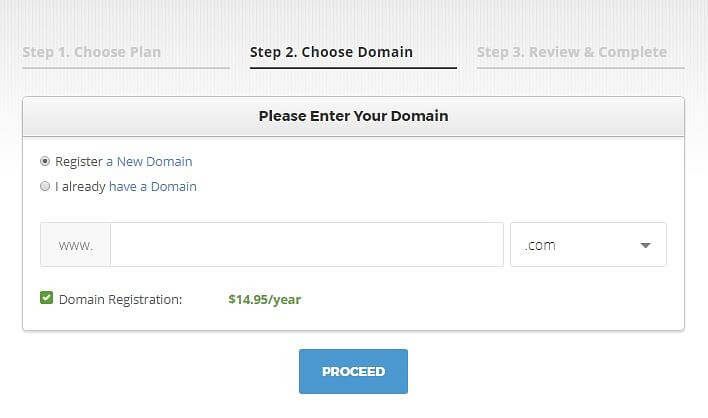 Step 1. Choose Plan
Step 2. Choose Domain
Step 3. Review & Complete
Please Enter Your Domain
Register a New Domain
I already have a Domain
www.
.com
Domain Registration: $14.95/year
PROCEED